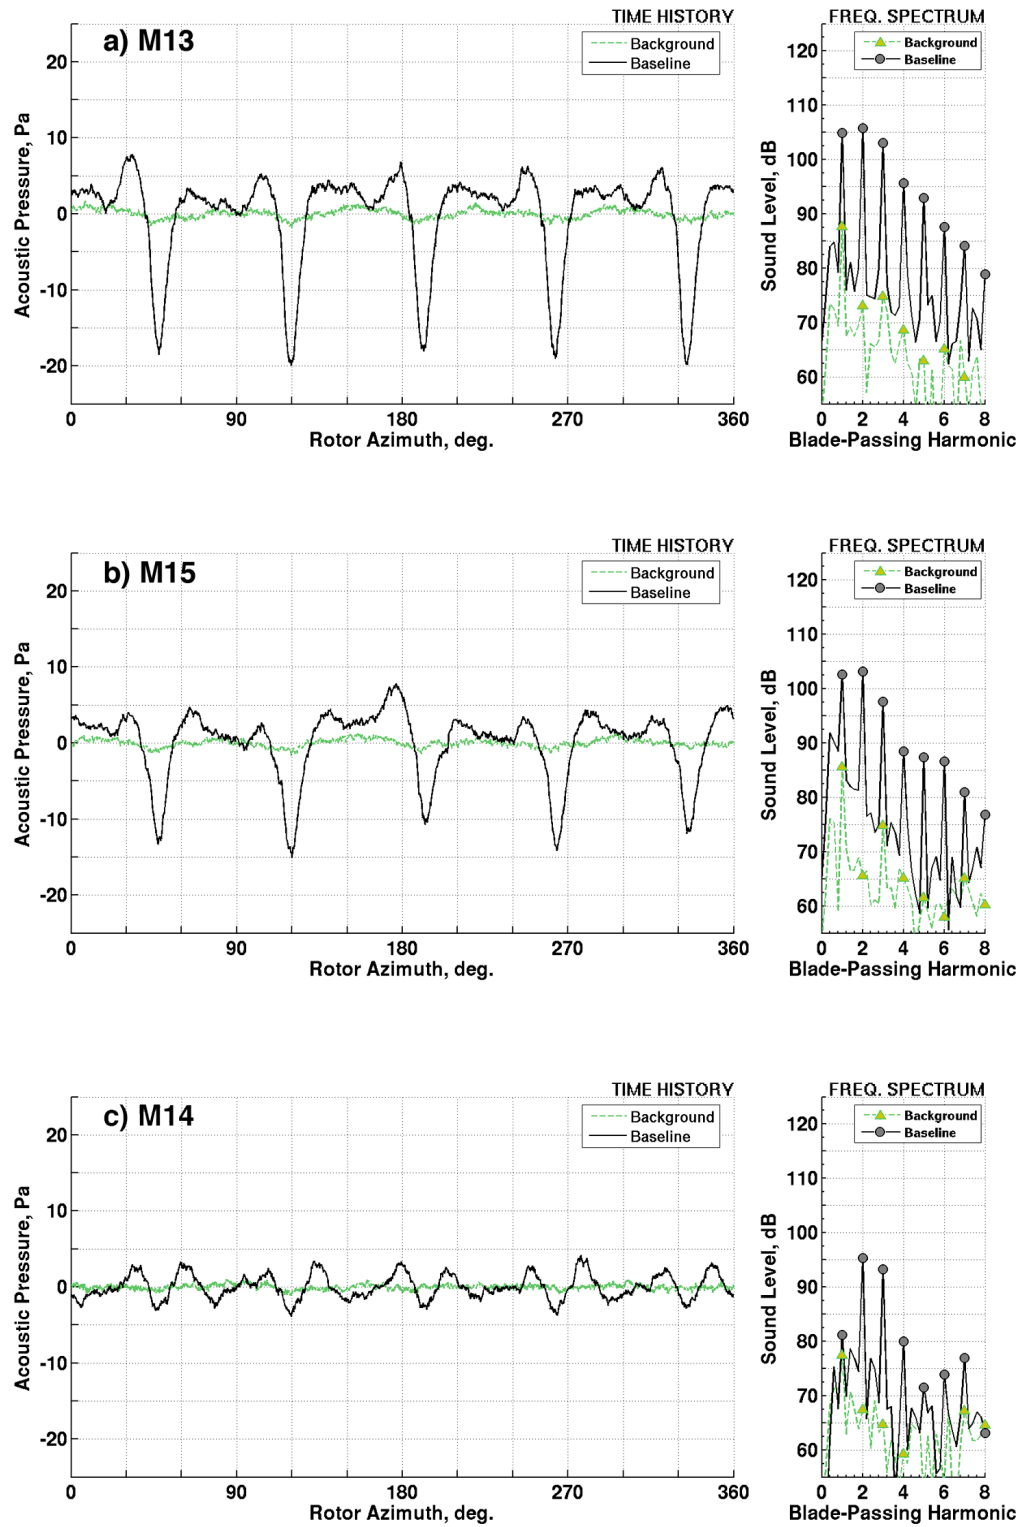 TIME HISTORY
FREQ. SPECTRUM
a) M13
Background
Baseline
Background
Baseline
20
10
0
-10
-20
Acoustic Pressure, Pa
0 90 180 270 360
Rotor Azimuth, deg.
120
110
100
90
80
70
60
Sound Level, dB
0 2 4 6 8
Blade-Passing Harmonic
TIME HISTORY
FREQ. SPECTRUM
b) M15
Background
Baseline
Background
Baseline
20
10
0
-10
-20
Acoustic Pressure, Pa
0 90 180 270 360
Rotor Azimuth, deg.
120
110
100
90
80
70
60
Sound Level, dB
0 2 4 6 8
Blade-Passing Harmonic
TIME HISTORY
FREQ. SPECTRUM
c) M14
Background
Baseline
Background
Baseline
20
10
0
-10
-20
Acoustic Pressure, Pa
0 90 180 270 360
Rotor Azimuth, deg.
120
110
100
90
80
70
60
Sound Level, dB
0 2 4 6 8
Blade-Passing Harmonic